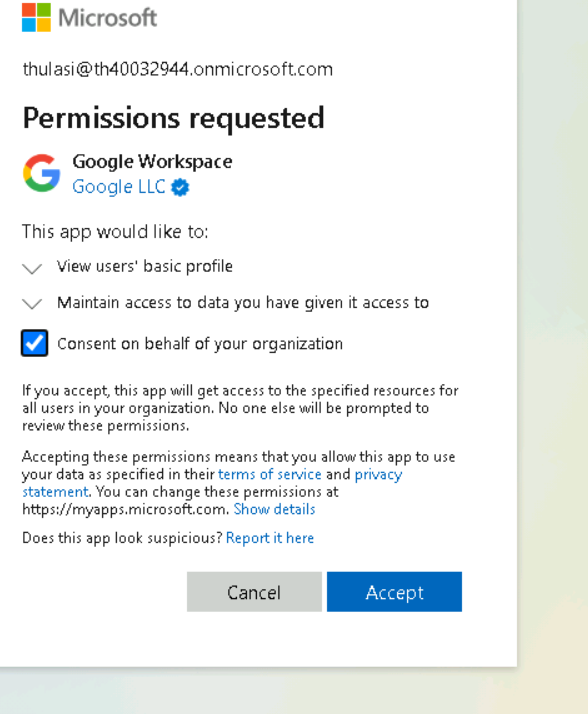 Microsoft
thulasi@th40032944.onmicrosoft.com
Permissions requested
Google Workspace
Google LLC
This app would like to:
View users' basic profile
Maintain access to data you have given it access to
Consent on behalf of your organization
If you accept, this app will get access to the specified resources for
all users in your organization. No one else will be prompted to
review these permissions.
Accepting these permissions means that you allow this app to use
your data as specified in their terms of service and privacy
statement. You can change these permissions at
https://myapps.microsoft.com. Show details
Does this app look suspicious? Report it here
Cancel
Accept